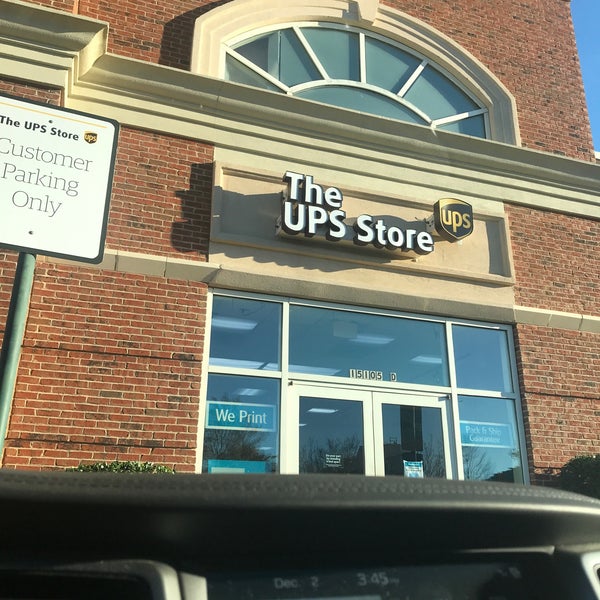 The UPS Store ups
Customer
Parking
Only
The
UPS Store
ups
15105 D
We Print
Pack & Ship
Guarantee
Dec. 2 3:45